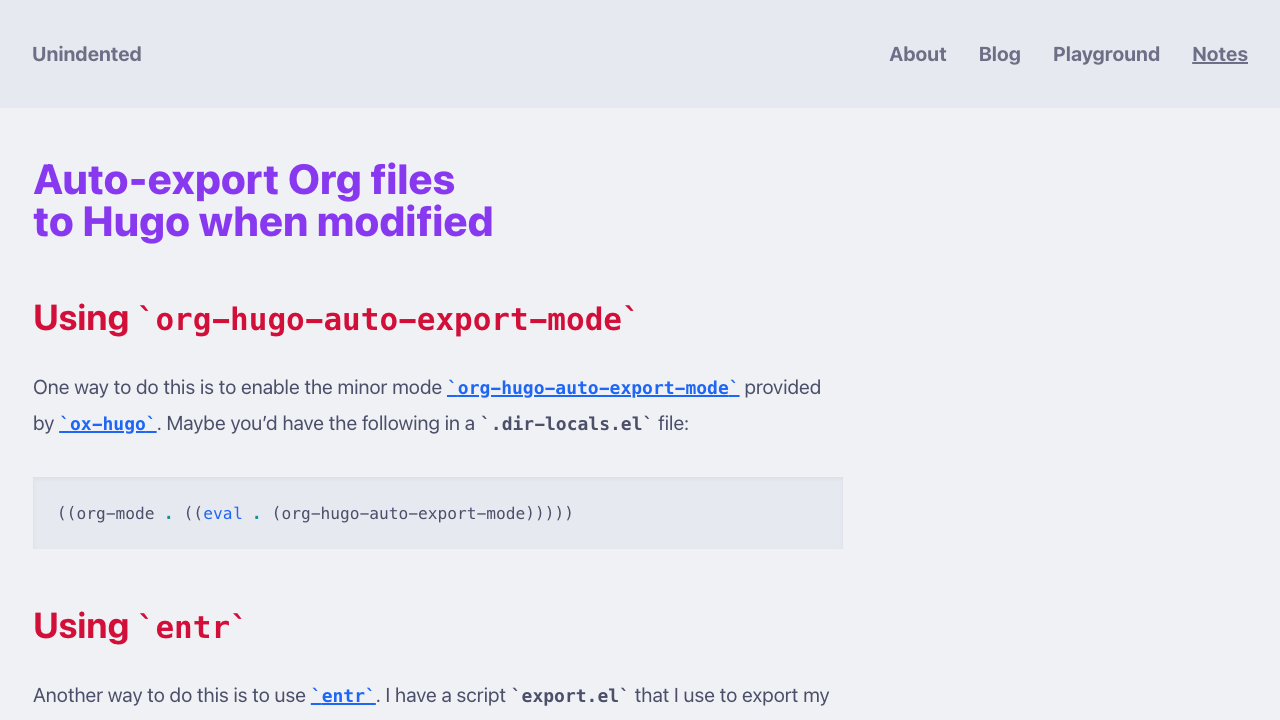 Unindented
About Blog Playground Notes
Auto-export Org files
to Hugo when modified
Using `org-hugo-auto-export-mode`
One way to do this is to enable the minor mode `org-hugo-auto-export-mode` provided
by `ox-hugo`. Maybe you’d have the following in a `.dir-locals.el` file:
((org-mode . ((eval . (org-hugo-auto-export-mode)))))
Using `entr`
Another way to do this is to use `entr`. I have a script `export.el` that I use to export my